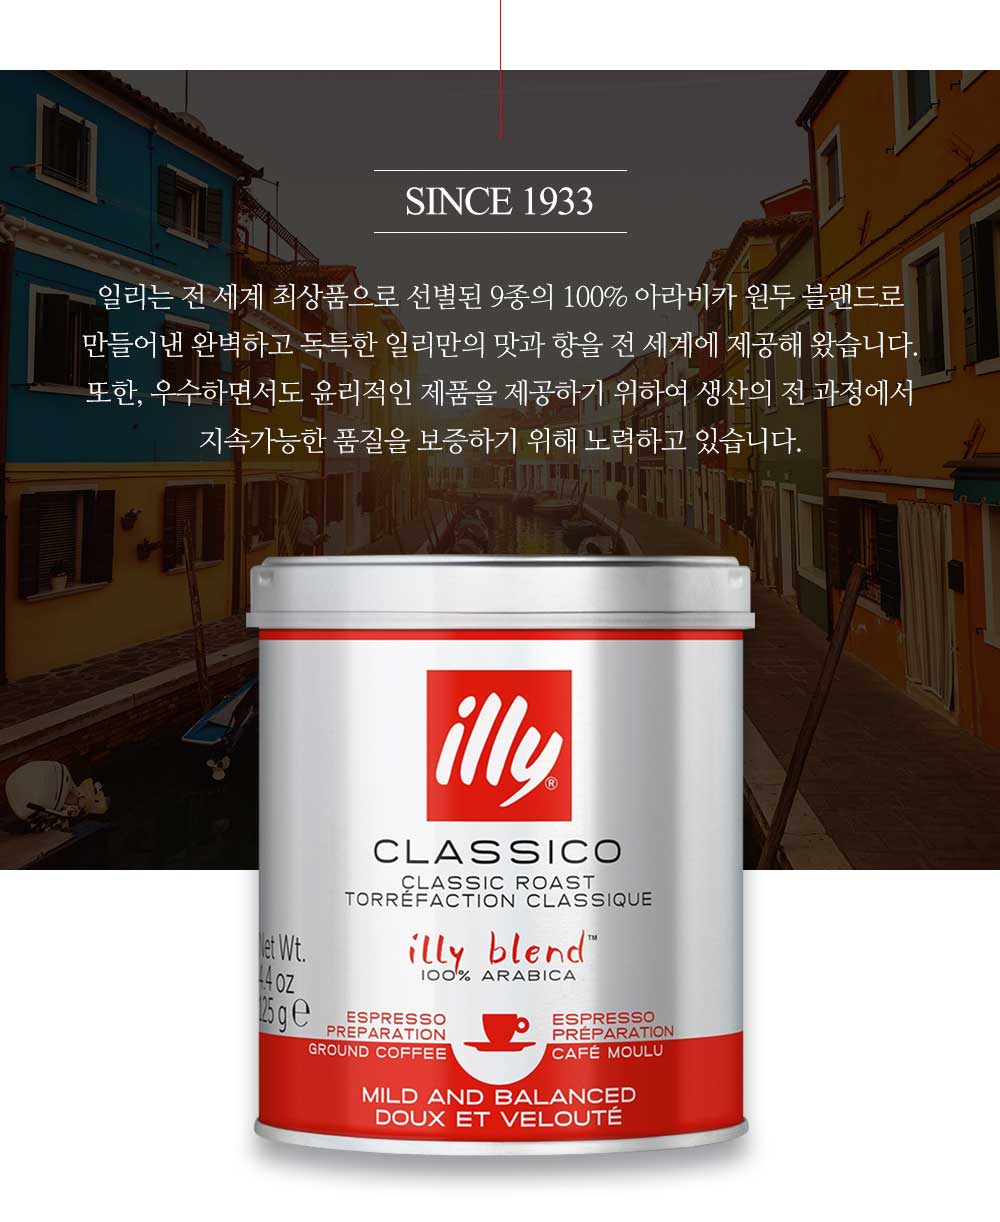 SINCE 1933
일리는 전 세계 최상품으로 선별된 9종의 100% 아라비카 원두 블랜드로
만들어낸 완벽하고 독특한 일리만의 맛과 향을 전 세계에 제공해 왔습니다.
또한, 우수하면서도 윤리적인 제품을 제공하기 위하여 생산의 전 과정에서
지속가능한 품질을 보증하기 위해 노력하고 있습니다.
illy®
CLASSICO
CLASSIC ROAST
TORRÉFACTION CLASSIQUE
illy blend™
100% ARABICA
Net Wt.
4.4 oz
125 g ℮
ESPRESSO
PREPARATION
GROUND COFFEE
ESPRESSO
PRÉPARATION
CAFÉ MOULU
MILD AND BALANCED
DOUX ET VELOUTÉ